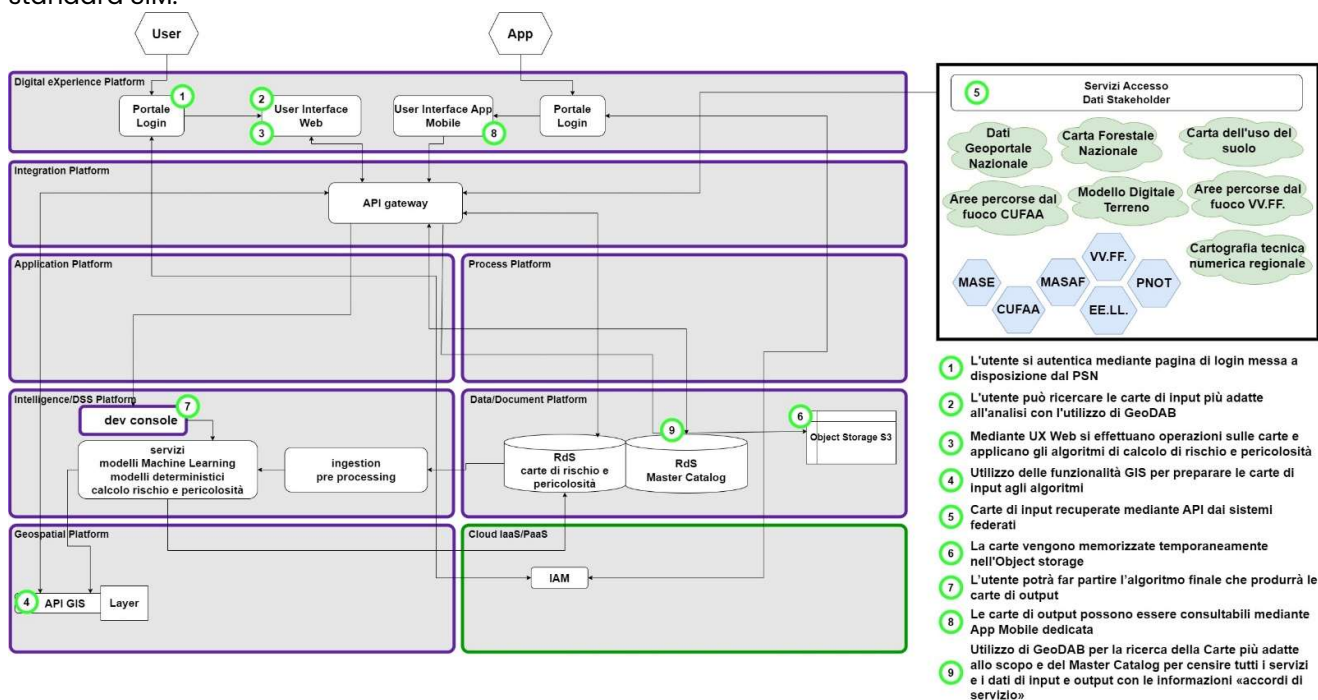 standard SIM.
User
App
Digital eXperience Platform
1
Portale
Login
2
User Interface
Web
3
User Interface App
Mobile
8
Portale
Login
Integration Platform
API gateway
Application Platform
Process Platform
Intelligence/DSS Platform
7
dev console
servizi
modelli Machine Learning
modelli deterministici
calcolo rischio e pericolosità
ingestion
pre processing
Data/Document Platform
RdS
carte di rischio e
pericolosità
9
RdS
Master Catalog
6
Object Storage S3
Geospatial Platform
4
API GIS
Layer
Cloud IaaS/PaaS
IAM
5
Servizi Accesso
Dati Stakeholder
Dati
Geoportale
Nazionale
Carta Forestale
Nazionale
Carta dell'uso del
suolo
Aree percorse dal
fuoco CUFAA
Modello Digitale
Terreno
Aree percorse dal
fuoco VV.FF.
Cartografia tecnica
numerica regionale
MASE
CUFAA
MASAF
VV.FF.
EE.LL.
PNOT
1 L'utente si autentica mediante pagina di login messa a
disposizione dal PSN
2 L'utente può ricercare le carte di input più adatte
all'analisi con l'utilizzo di GeoDAB
3 Mediante UX Web si effettuano operazioni sulle carte e
applicano gli algoritmi di calcolo di rischio e pericolosità
4 Utilizzo delle funzionalità GIS per preparare le carte di
input agli algoritmi
5 Carte di input recuperate mediante API dai sistemi
federati
6 La carte vengono memorizzate temporaneamente
nell'Object storage
7 L'utente potrà far partire l'algoritmo finale che produrrà le
carte di output
8 Le carte di output possono essere consultabili mediante
App Mobile dedicata
9 Utilizzo di GeoDAB per la ricerca della Carte più adatte
allo scopo e del Master Catalog per censire tutti i servizi
e i dati di input e output con le informazioni «accordi di
servizio»